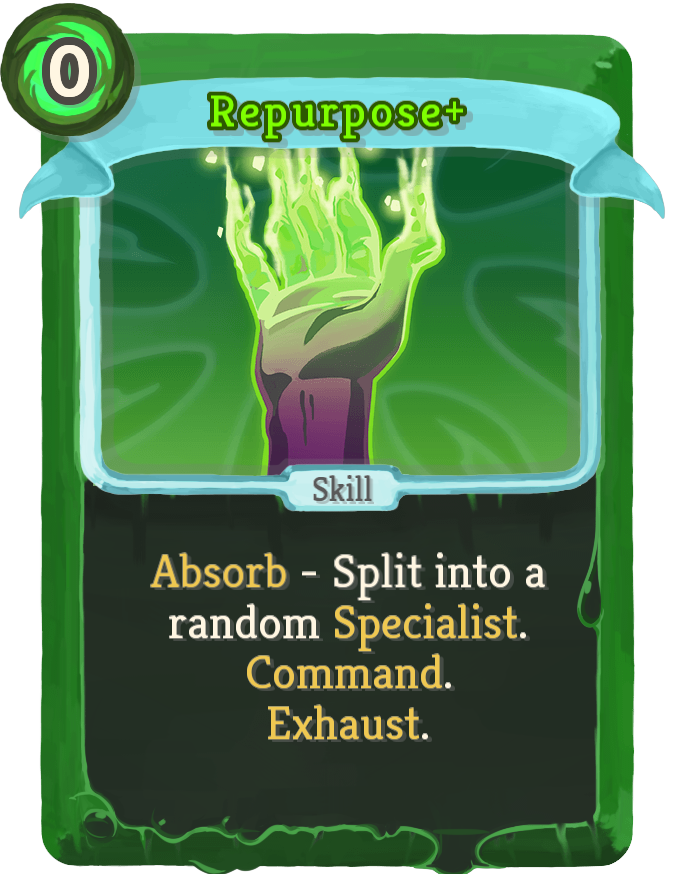 0
Repurpose+
Skill
Absorb - Split into a
random Specialist.
Command.
Exhaust.